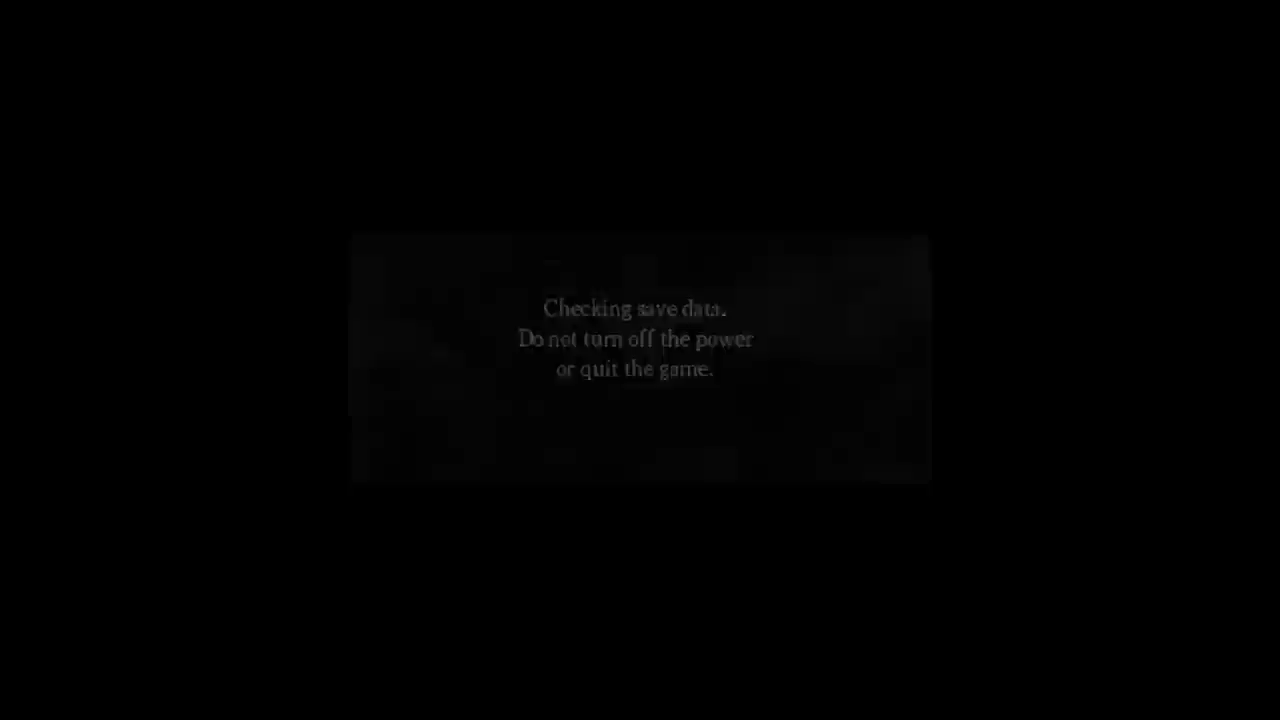 Checking save data.
Do not turn off the power
or quit the game.